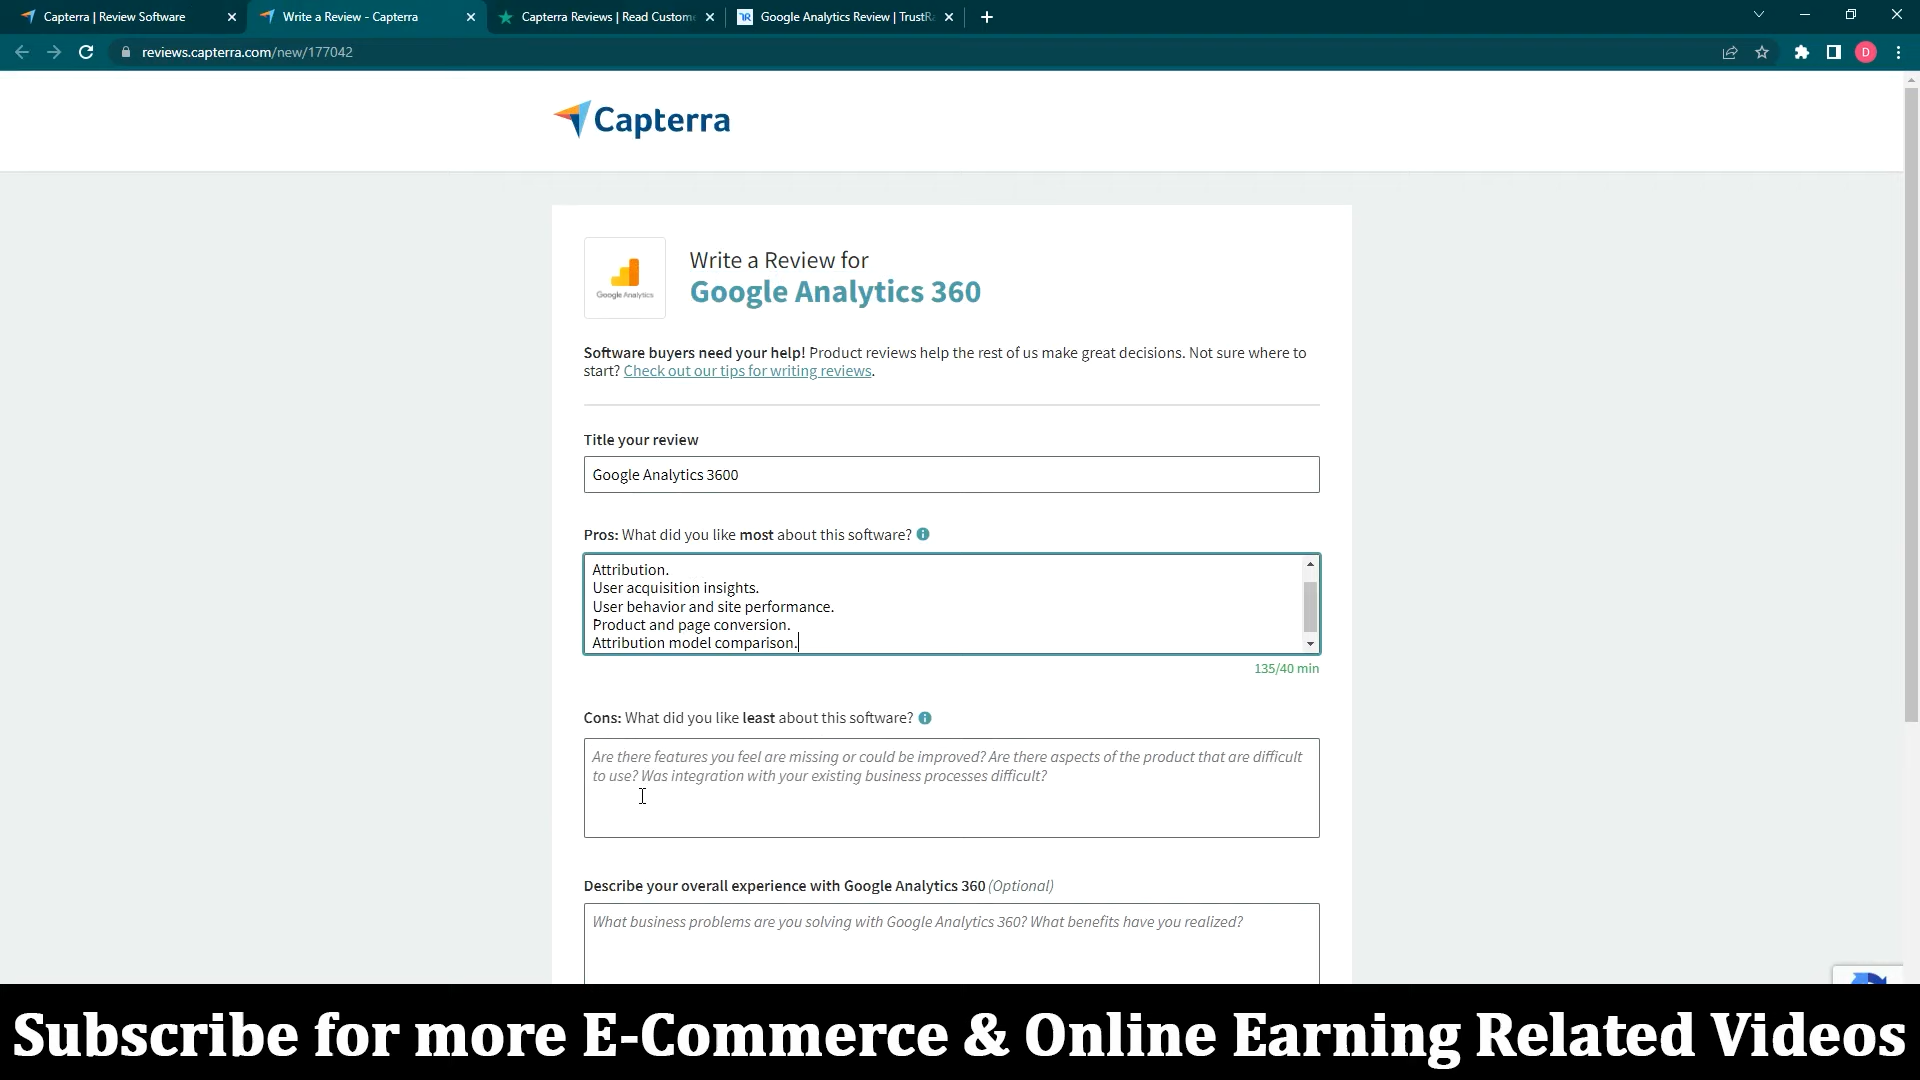 Capterra | Review Software
Write a Review - Capterra
Capterra Reviews | Read Custome
Google Analytics Review | TrustRa
reviews.capterra.com/new/177042
D
Capterra
Google Analytics
Write a Review for
Google Analytics 360
Software buyers need your help! Product reviews help the rest of us make great decisions. Not sure where to
start? Check out our tips for writing reviews.
Title your review
Google Analytics 3600
Pros: What did you like most about this software?
Attribution.
User acquisition insights.
User behavior and site performance.
Product and page conversion.
Attribution model comparison.
135/40 min
Cons: What did you like least about this software?
Are there features you feel are missing or could be improved? Are there aspects of the product that are difficult
to use? Was integration with your existing business processes difficult?
Describe your overall experience with Google Analytics 360 (Optional)
What business problems are you solving with Google Analytics 360? What benefits have you realized?
Subscribe for more E-Commerce & Online Earning Related Videos